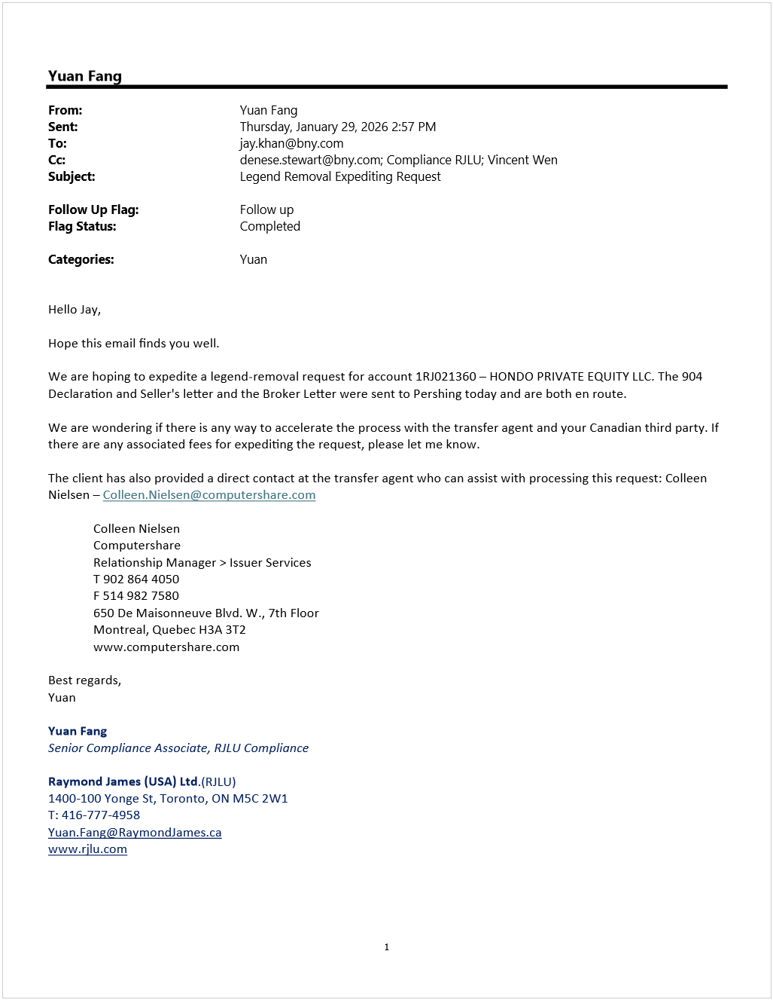 Yuan Fang
From: Yuan Fang
Sent: Thursday, January 29, 2026 2:57 PM
To: jay.khan@bny.com
Cc: denese.stewart@bny.com; Compliance RJLU; Vincent Wen
Subject: Legend Removal Expediting Request
Follow Up Flag: Follow up
Flag Status: Completed
Categories: Yuan
Hello Jay,
Hope this email finds you well.
We are hoping to expedite a legend-removal request for account 1RJ021360 – HONDO PRIVATE EQUITY LLC. The 904
Declaration and Seller's letter and the Broker Letter were sent to Pershing today and are both en route.
We are wondering if there is any way to accelerate the process with the transfer agent and your Canadian third party. If
there are any associated fees for expediting the request, please let me know.
The client has also provided a direct contact at the transfer agent who can assist with processing this request: Colleen
Nielsen – Colleen.Nielsen@computershare.com
Colleen Nielsen
Computershare
Relationship Manager > Issuer Services
T 902 864 4050
F 514 982 7580
650 De Maisonneuve Blvd. W., 7th Floor
Montreal, Quebec H3A 3T2
www.computershare.com
Best regards,
Yuan
Yuan Fang
Senior Compliance Associate, RJLU Compliance
Raymond James (USA) Ltd.(RJLU)
1400-100 Yonge St, Toronto, ON M5C 2W1
T: 416-777-4958
Yuan.Fang@RaymondJames.ca
www.rjlu.com
1